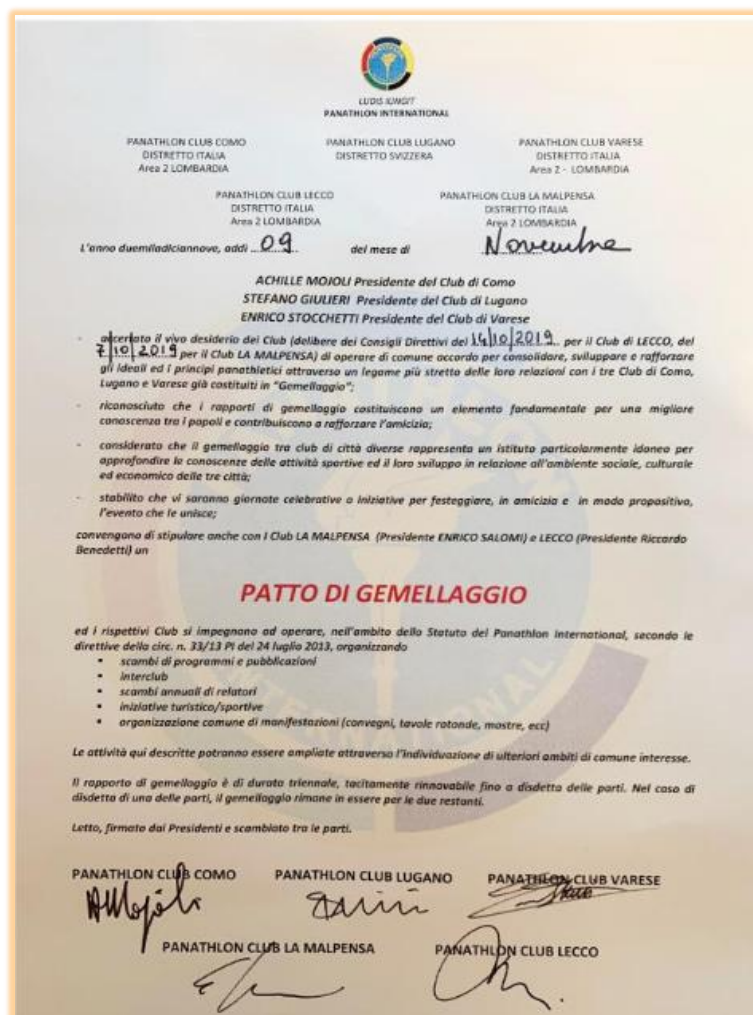 LUDIS IUNGIT
PANATHLON INTERNATIONAL
PANATHLON CLUB COMO
DISTRETTO ITALIA
Area 2 LOMBARDIA
PANATHLON CLUB LUGANO
DISTRETTO SVIZZERA
PANATHLON CLUB VARESE
DISTRETTO ITALIA
Area 2 - LOMBARDIA
PANATHLON CLUB LECCO
DISTRETTO ITALIA
Area 2 LOMBARDIA
PANATHLON CLUB LA MALPENSA
DISTRETTO ITALIA
Area 2 LOMBARDIA
L'anno duemiladiciannove, addì 09 del mese di Novembre
ACHILLE MOJOLI Presidente del Club di Como
STEFANO GIULIERI Presidente del Club di Lugano
ENRICO STOCCHETTI Presidente del Club di Varese
- accertato il vivo desiderio dei Club (delibere dei Consigli Direttivi del 14/10/2019 per il Club di LECCO, del
7/10/2019 per il Club LA MALPENSA) di operare di comune accordo per consolidare, sviluppare e rafforzare
gli ideali ed i principi panathletici attraverso un legame più stretto delle loro relazioni con i tre Club di Como,
Lugano e Varese già costituiti in "Gemellaggio";
- riconosciuto che i rapporti di gemellaggio costituiscono un elemento fondamentale per una migliore
conoscenza tra i popoli e contribuiscono a rafforzare l'amicizia;
- considerato che il gemellaggio tra club di città diverse rappresenta un istituto particolarmente idoneo per
approfondire le conoscenze delle attività sportive ed il loro sviluppo in relazione all'ambiente sociale, culturale
ed economico delle tre città;
- stabilito che vi saranno giornate celebrative o iniziative per festeggiare, in amicizia e in modo propositivo,
l'evento che le unisce;
convengono di stipulare anche con i Club LA MALPENSA (Presidente ENRICO SALOMI) e LECCO (Presidente Riccardo
Benedetti) un
PATTO DI GEMELLAGGIO
ed i rispettivi Club si impegnano ad operare, nell'ambito dello Statuto del Panathlon International, secondo le
direttive della circ. n. 33/13 PI del 24 luglio 2013, organizzando
▪ scambi di programmi e pubblicazioni
▪ interclub
▪ scambi annuali di relatori
▪ iniziative turistico/sportive
▪ organizzazione comune di manifestazioni (convegni, tavole rotonde, mostre, ecc)
Le attività qui descritte potranno essere ampliate attraverso l'individuazione di ulteriori ambiti di comune interesse.
Il rapporto di gemellaggio è di durata triennale, tacitamente rinnovabile fino a disdetta delle parti. Nel caso di
disdetta di una delle parti, il gemellaggio rimane in essere per le due restanti.
Letto, firmato dai Presidenti e scambiato tra le parti.
PANATHLON CLUB COMO PANATHLON CLUB LUGANO PANATHLON CLUB VARESE
PANATHLON CLUB LA MALPENSA PANATHLON CLUB LECCO